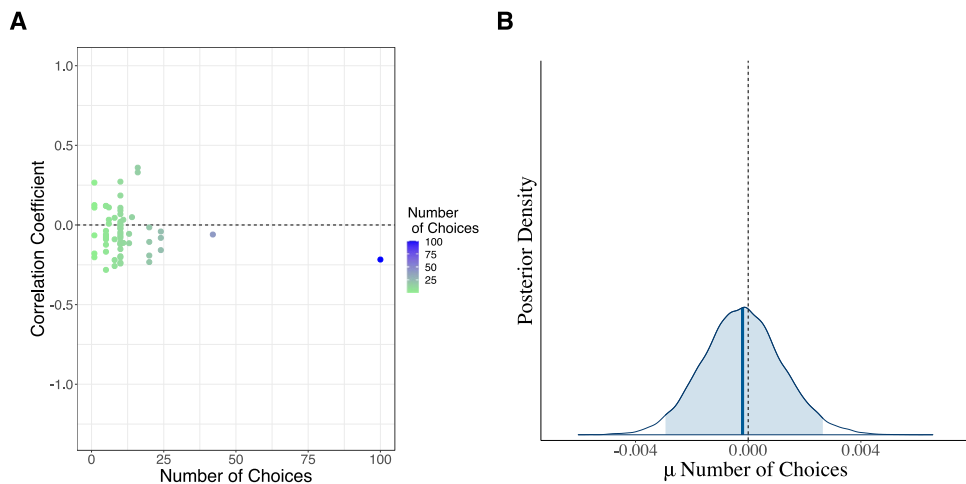 A
Correlation Coefficient
1.0
0.5
0.0
-0.5
-1.0
0
25
50
75
100
Number of Choices
Number
of Choices
100
75
50
25
B
Posterior Density
-0.004
0.000
0.004
μ Number of Choices